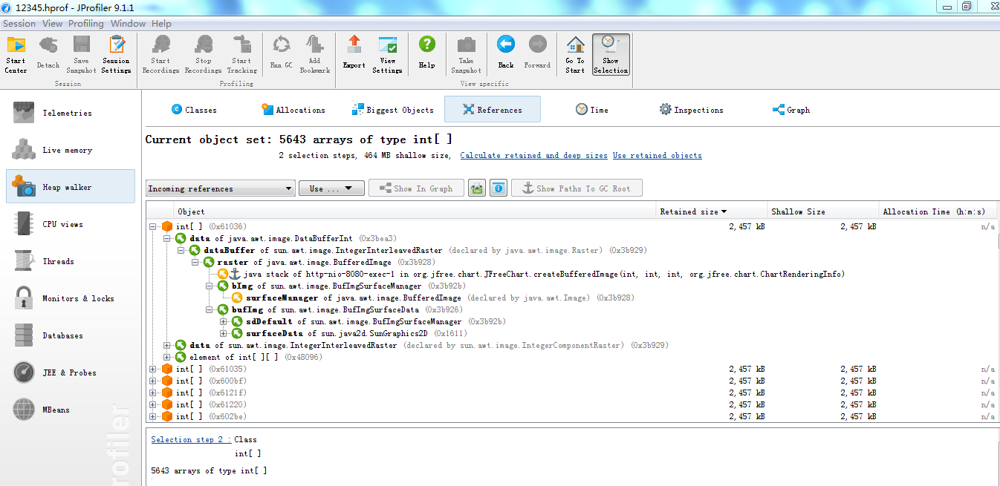 12345.hprof - JProfiler 9.1.1
Session View Profiling Window Help
Start Center
Detach
Save Snapshot
Session Settings
Start Recordings
Stop Recordings
Start Tracking
Run GC
Add Bookmark
Export
View Settings
Help
Take Snapshot
Back
Forward
Go To Start
Show Selection
Session
Profiling
View specific
Telemetries
Live memory
Heap walker
CPU views
Threads
Monitors & locks
Databases
JEE & Probes
MBeans
rofiler
Classes Allocations Biggest Objects References Time Inspections Graph
Current object set: 5643 arrays of type int[ ]
2 selection steps, 464 MB shallow size, Calculate retained and deep sizes Use retained objects
Incoming references Use ... Show In Graph Show Paths To GC Root
Object Retained size Shallow Size Allocation Time (h:m:s)
int[ ] (0x61036) 2,457 kB 2,457 kB n/a
data of java.awt.image.DataBufferInt (0x3bea3)
dataBuffer of sun.awt.image.IntegerInterleavedRaster (declared by java.awt.image.Raster) (0x3b929)
raster of java.awt.image.BufferedImage (0x3b928)
java stack of http-nio-8080-exec-1 in org.jfree.chart.JFreeChart.createBufferedImage(int, int, int, org.jfree.chart.ChartRenderingInfo)
bImg of sun.awt.image.BufImgSurfaceManager (0x3b92b)
surfaceManager of java.awt.image.BufferedImage (declared by java.awt.Image) (0x3b928)
bufImg of sun.awt.image.BufImgSurfaceData (0x3b926)
sdDefault of sun.awt.image.BufImgSurfaceManager (0x3b92b)
surfaceData of sun.java2d.SunGraphics2D (0x1611)
data of sun.awt.image.IntegerInterleavedRaster (declared by sun.awt.image.IntegerComponentRaster) (0x3b929)
element of int[ ][ ] (0x48096)
int[ ] (0x61035) 2,457 kB 2,457 kB n/a
int[ ] (0x600bf) 2,457 kB 2,457 kB n/a
int[ ] (0x6121f) 2,457 kB 2,457 kB n/a
int[ ] (0x61220) 2,457 kB 2,457 kB n/a
int[ ] (0x602be) 2,457 kB 2,457 kB n/a
Selection step 2 : Class
int[ ]
5643 arrays of type int[ ]